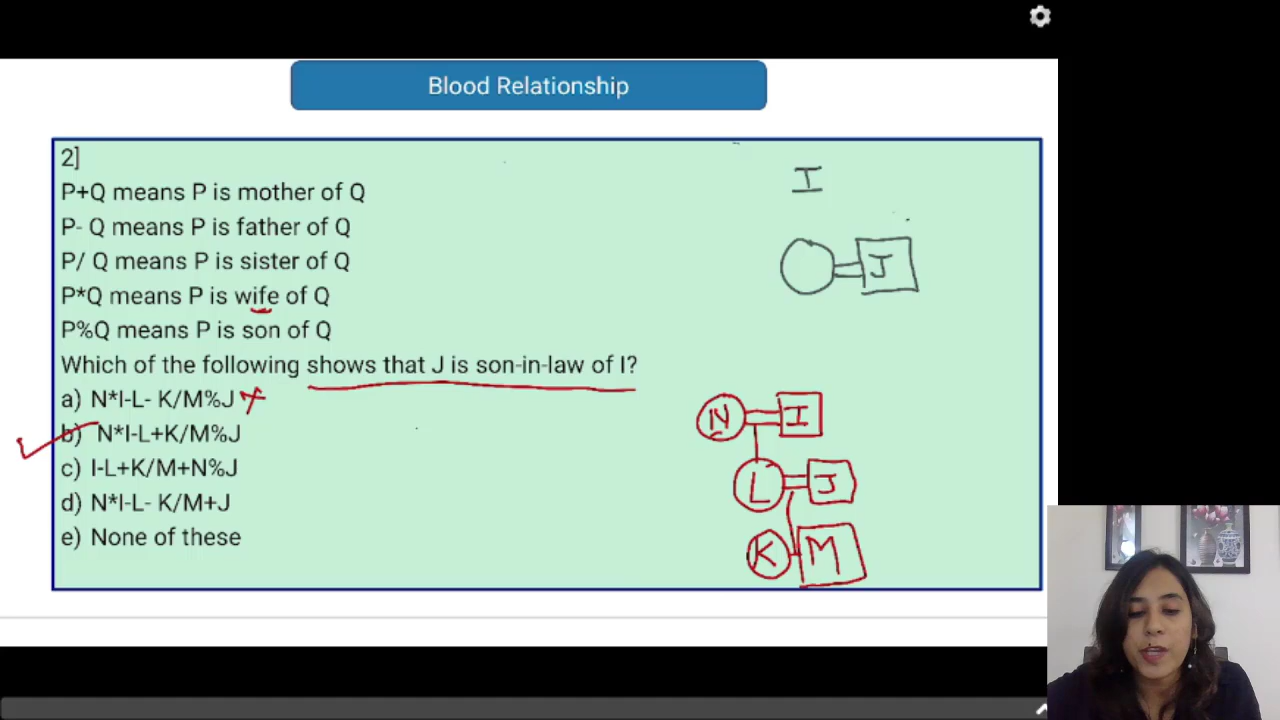 Blood Relationship
2]
P+Q means P is mother of Q
P- Q means P is father of Q
P/ Q means P is sister of Q
P*Q means P is wife of Q
P%Q means P is son of Q
Which of the following shows that J is son-in-law of I?
a) N*I-L- K/M%J
b) N*I-L+K/M%J
c) I-L+K/M+N%J
d) N*I-L- K/M+J
e) None of these
I
J
N I
L J
K M